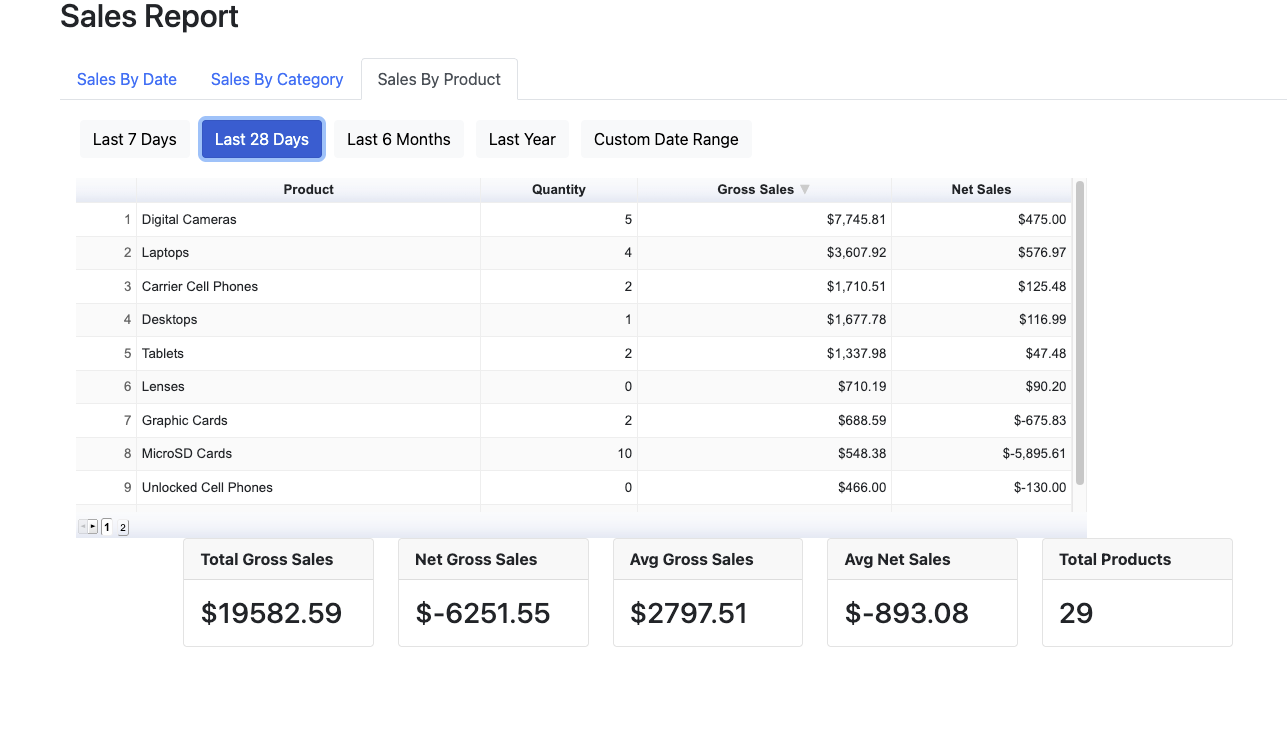 Sales Report
Sales By Date Sales By Category Sales By Product
Last 7 Days Last 28 Days Last 6 Months Last Year Custom Date Range
Product Quantity Gross Sales Net Sales
1 Digital Cameras 5 $7,745.81 $475.00
2 Laptops 4 $3,607.92 $576.97
3 Carrier Cell Phones 2 $1,710.51 $125.48
4 Desktops 1 $1,677.78 $116.99
5 Tablets 2 $1,337.98 $47.48
6 Lenses 0 $710.19 $90.20
7 Graphic Cards 2 $688.59 $-675.83
8 MicroSD Cards 10 $548.38 $-5,895.61
9 Unlocked Cell Phones 0 $466.00 $-130.00
1 2
Total Gross Sales Net Gross Sales Avg Gross Sales Avg Net Sales Total Products
$19582.59 $-6251.55 $2797.51 $-893.08 29